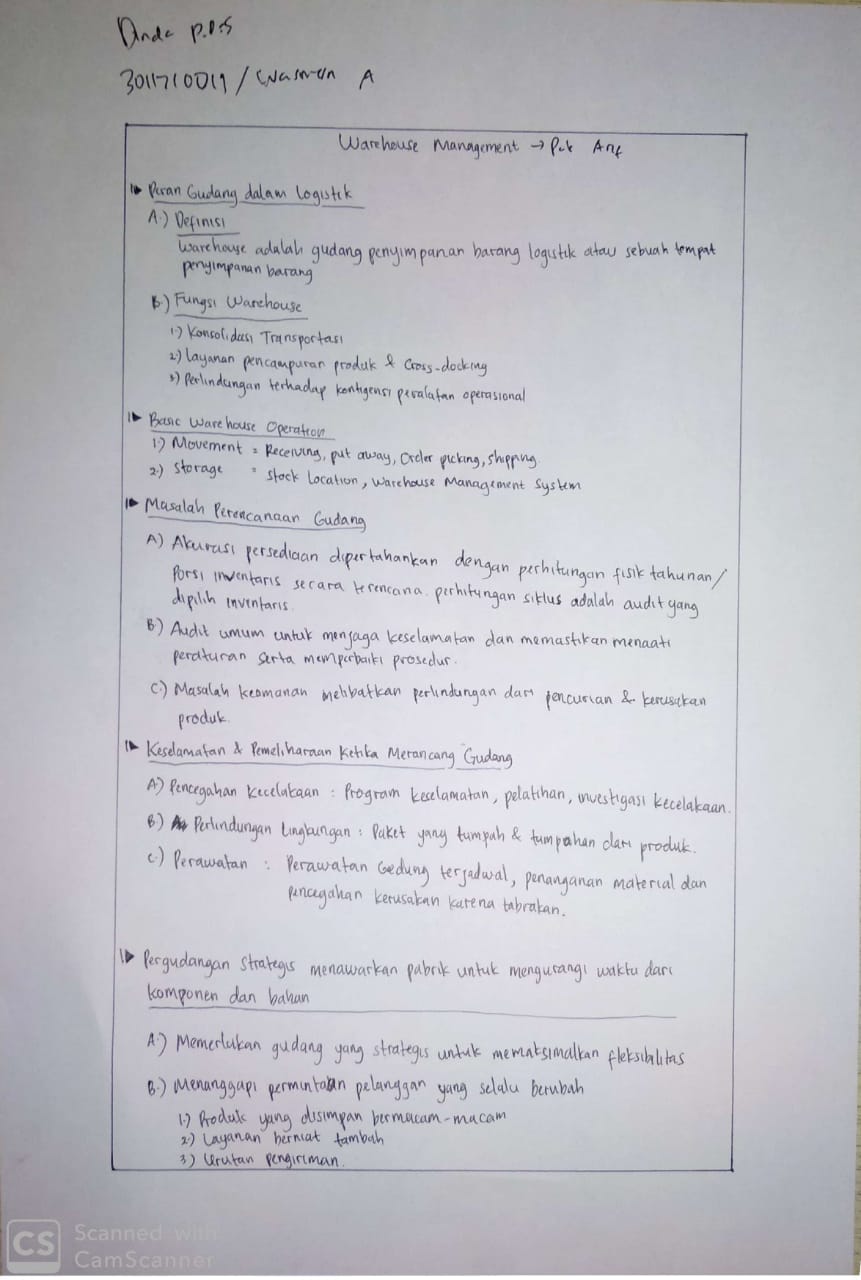 Dnda P.D.S
3011710019 / Wasmen A
Warehouse Management → Pak Arif
Peran Gudang dalam Logistik
A.) Definisi
Warehouse adalah gudang penyimpanan barang logistik atau sebuah tempat
penyimpanan barang
B.) Fungsi Warehouse
1.) Konsolidasi Transportasi
2.) Layanan pencampuran produk & Cross-docking
3) Perlindungan terhadap kontigensi peralatan operasional
Basic Warehouse Operation
1.) Movement = Receiving, put away, Order picking, shipping.
2.) Storage = Stock Location, Warehouse Management System
Masalah Perencanaan Gudang
A.) Akurasi persediaan dipertahankan dengan perhitungan fisik tahunan/
Porsi inventaris secara terencana. perhitungan siklus adalah audit yang
dipilih inventaris.
B.) Audit umum untuk menjaga keselamatan dan memastikan menaati
peraturan serta memperbaiki prosedur.
C.) Masalah keamanan melibatkan perlindungan dari pencurian & kerusakan
produk.
Keselamatan & Pemeliharaan Ketika Merancang Gudang
A.) Pencegahan Kecelakaan : Program keselamatan, pelatihan, investigasi kecelakaan.
B.) Perlindungan Lingkungan : Paket yang tumpah & tumpahan dari produk.
C.) Perawatan : Perawatan Gedung terjadwal, penanganan material dan
pencegahan kerusakan karena tabrakan.
Pergudangan Strategis menawarkan pabrik untuk mengurangi waktu dari
komponen dan bahan
A.) Memerlukan gudang yang strategis untuk memaksimalkan fleksibilitas
B.) Menanggapi permintaan pelanggan yang selalu berubah
1.) Produk yang disimpan bermacam-macam
2.) Layanan berniat tambah
3.) Urutan pengiriman.
CS Scanned with
CamScanner